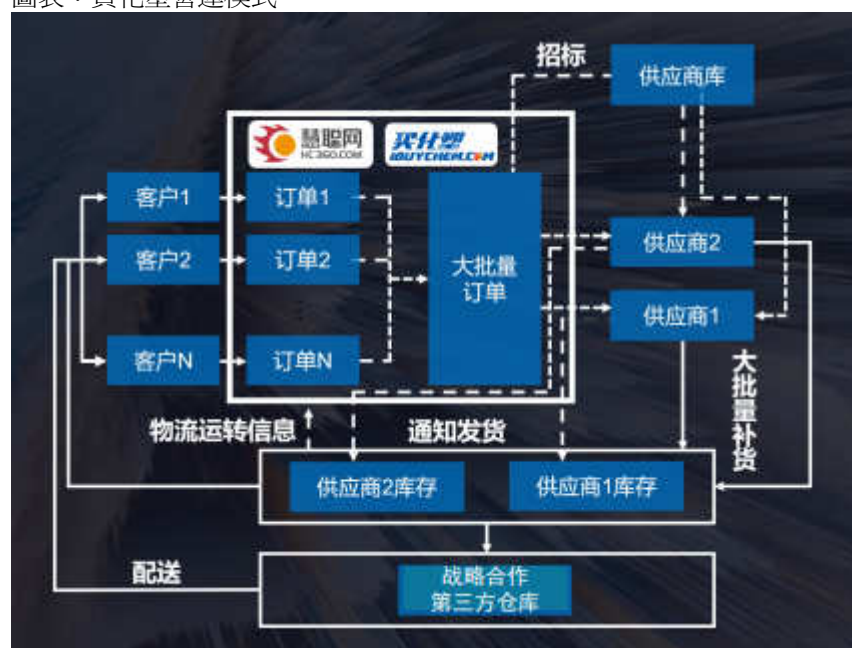 招标
供应商库
慧聪网
HC360.COM
买什塑
IBUYCHEM.COM
客户1
订单1
客户2
订单2
大批量
订单
供应商2
供应商1
客户N
订单N
大批量补货
物流运转信息
通知发货
供应商2库存
供应商1库存
配送
战略合作
第三方仓库